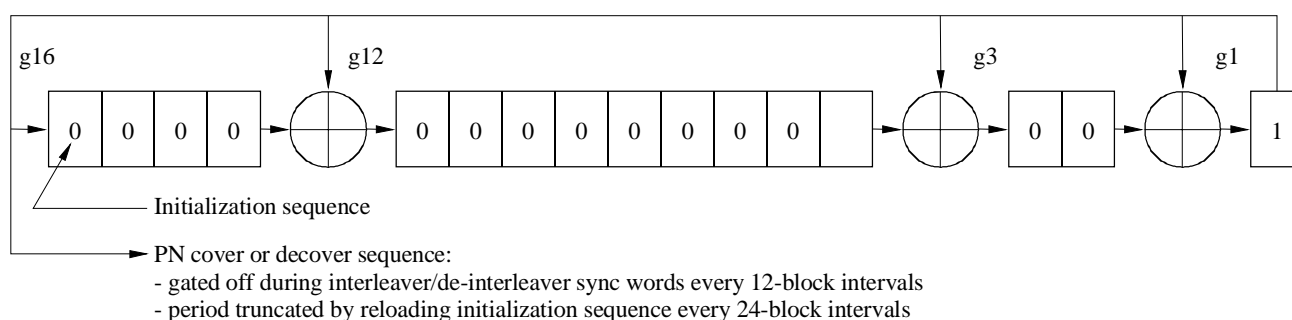 g16 g12 g3 g1
0 0 0 0 0 0 0 0 0 0 0 0 0 0 1
Initialization sequence
PN cover or decover sequence:
- gated off during interleaver/de-interleaver sync words every 12-block intervals
- period truncated by reloading initialization sequence every 24-block intervals